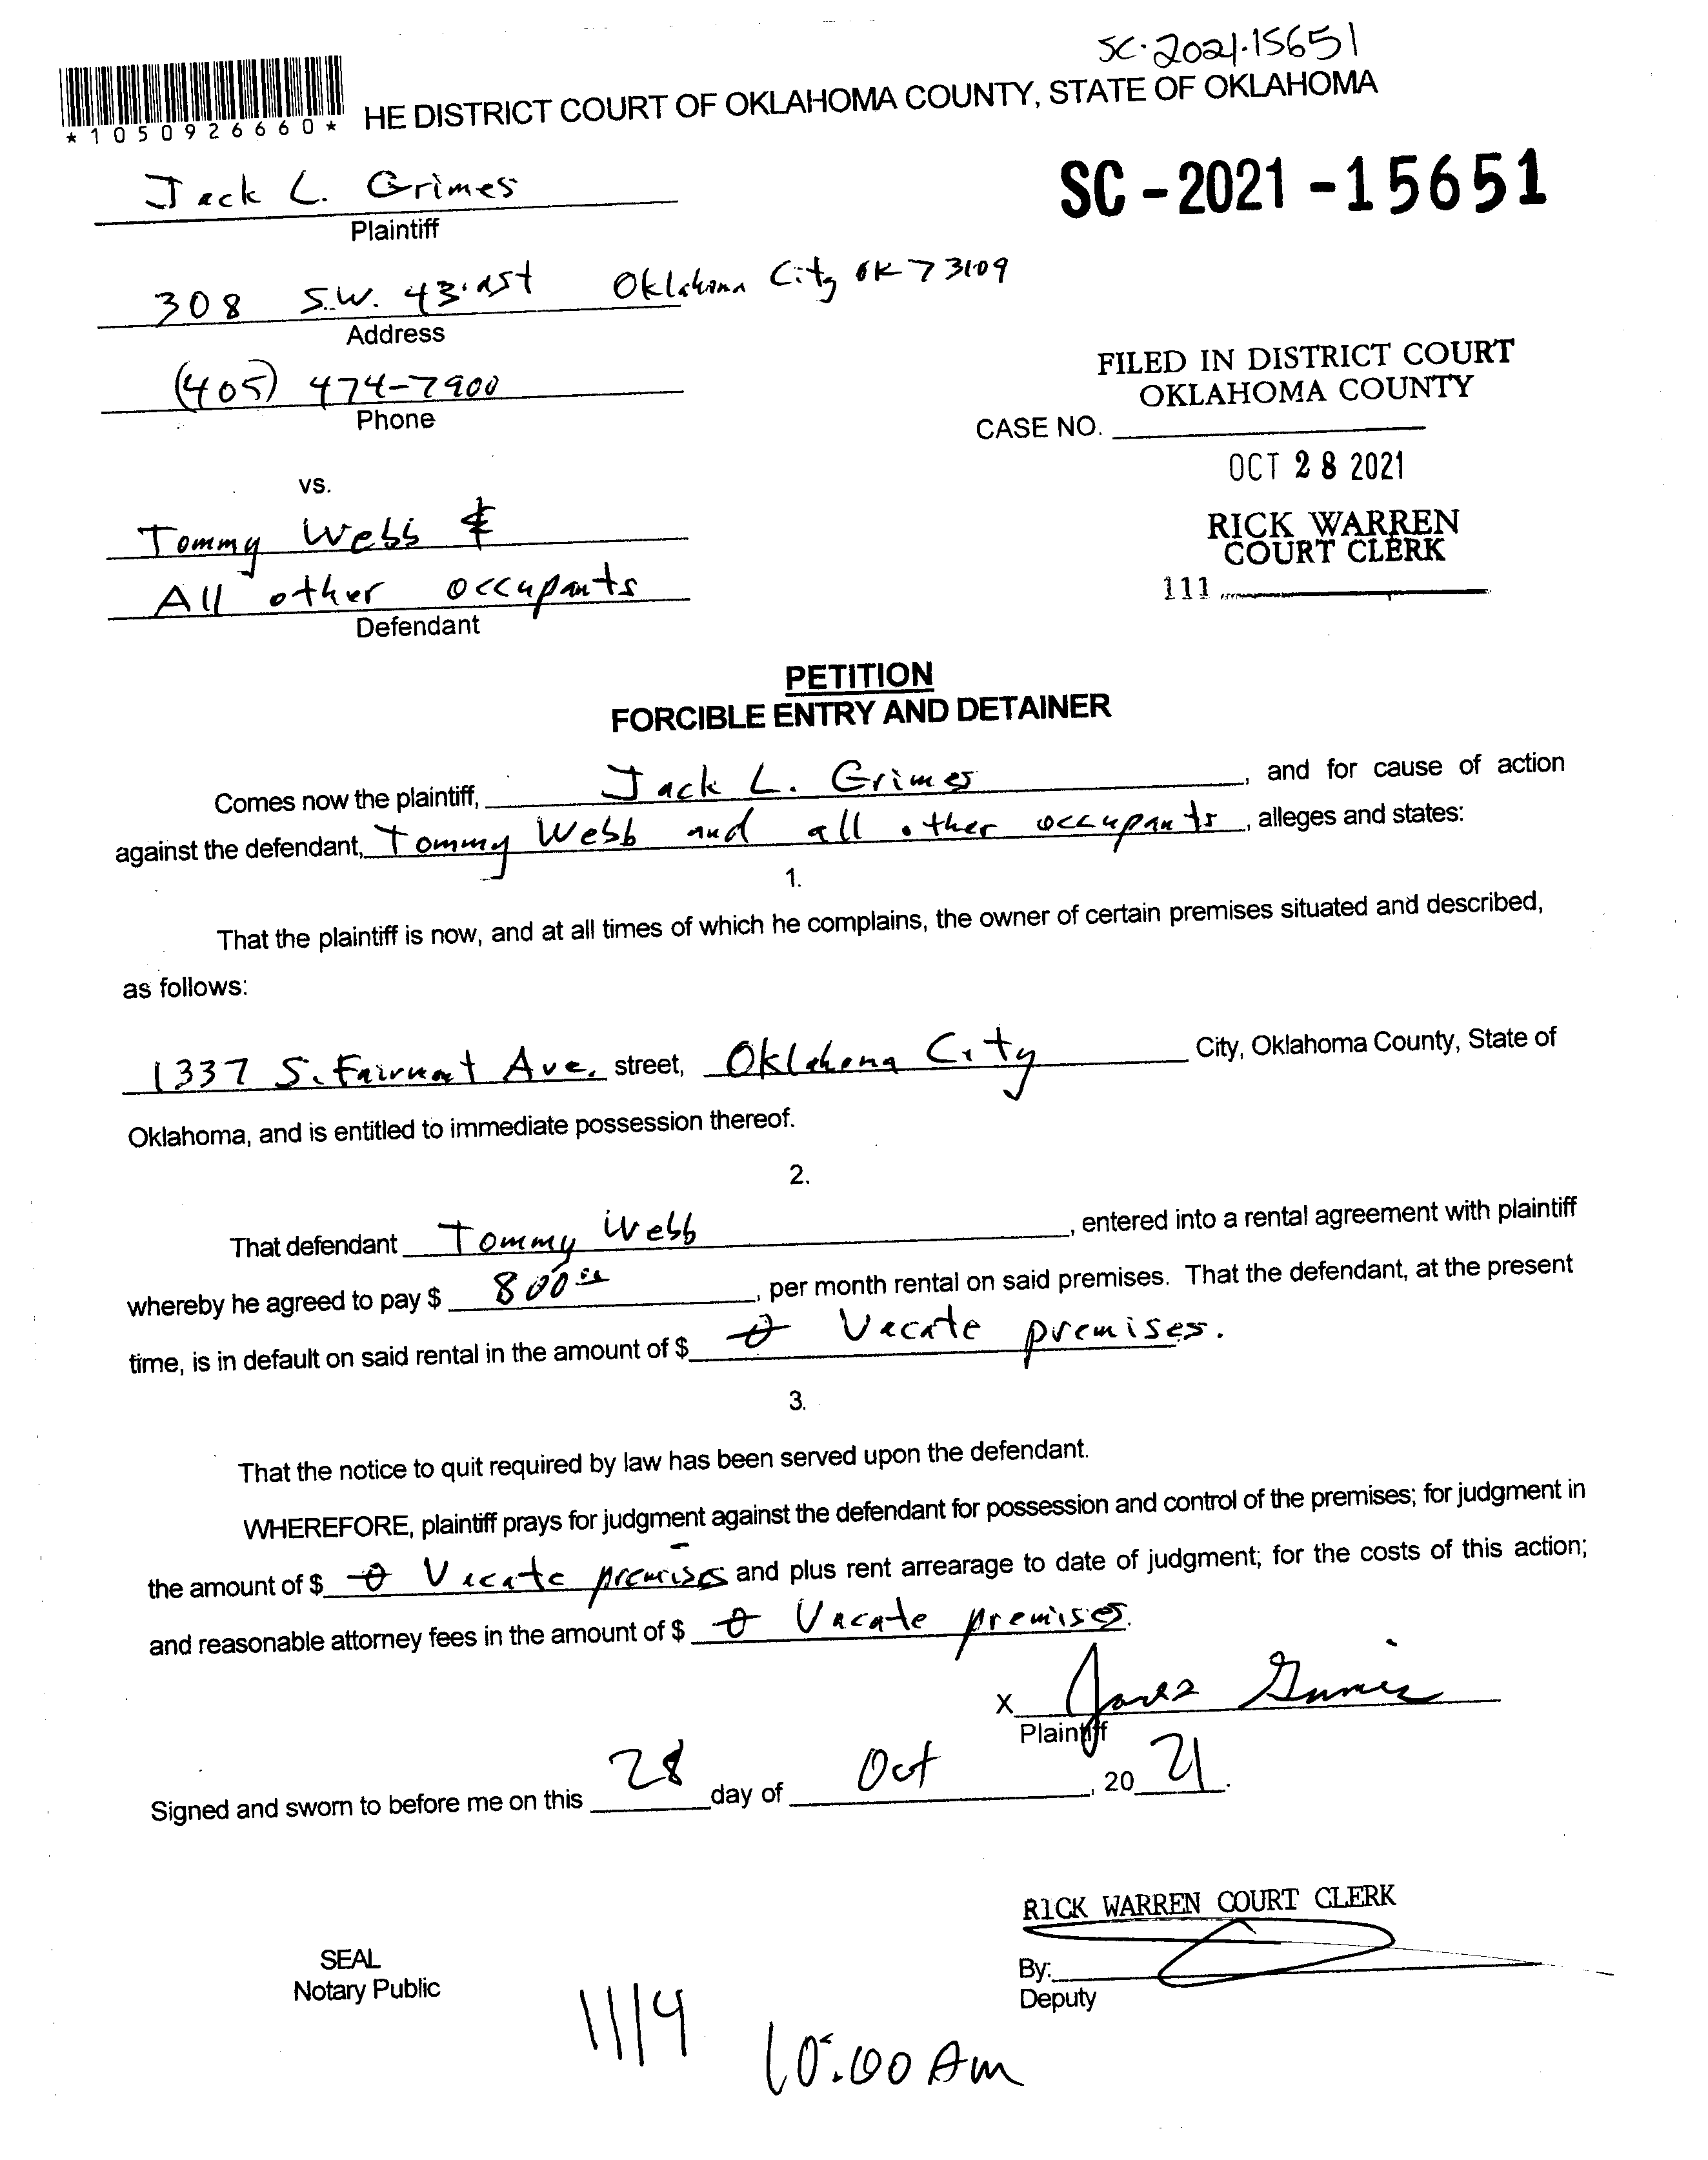 SC-2021-15651
*1050926660*
HE DISTRICT COURT OF OKLAHOMA COUNTY, STATE OF OKLAHOMA
Jack L. Grimes
Plaintiff
SC-2021-15651
308 S.W. 43 st Oklahoma City OK 73109
Address
(405) 474-7900
Phone
FILED IN DISTRICT COURT
OKLAHOMA COUNTY
CASE NO.
OCT 28 2021
RICK WARREN
COURT CLERK
111
vs.
Tommy Webb &
All other occupants
Defendant
PETITION
FORCIBLE ENTRY AND DETAINER
Comes now the plaintiff, Jack L. Grimes, and for cause of action
against the defendant, Tommy Webb and all other occupants, alleges and states:
1.
That the plaintiff is now, and at all times of which he complains, the owner of certain premises situated and described,
as follows:
1337 S. Fairmont Ave. street, Oklahoma City City, Oklahoma County, State of
Oklahoma, and is entitled to immediate possession thereof.
2.
That defendant Tommy Webb, entered into a rental agreement with plaintiff
whereby he agreed to pay $ 800.00, per month rental on said premises. That the defendant, at the present
time, is in default on said rental in the amount of $ 0 Vacate premises.
3.
That the notice to quit required by law has been served upon the defendant.
WHEREFORE, plaintiff prays for judgment against the defendant for possession and control of the premises; for judgment in
the amount of $ 0 Vacate premises and plus rent arrearage to date of judgment; for the costs of this action;
and reasonable attorney fees in the amount of $ 0 Vacate premises.
X
Plaintiff
Signed and sworn to before me on this 28 day of Oct, 20 21.
RICK WARREN COURT CLERK
SEAL
Notary Public
By:
Deputy
11/4 10:00 Am